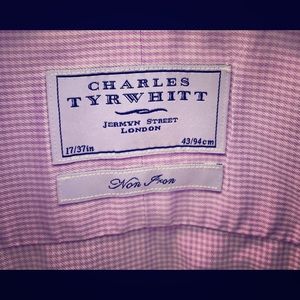 CHARLES
TYRWHITT
JERMYN STREET
LONDON
17/37in 43/94cm
Non Iron